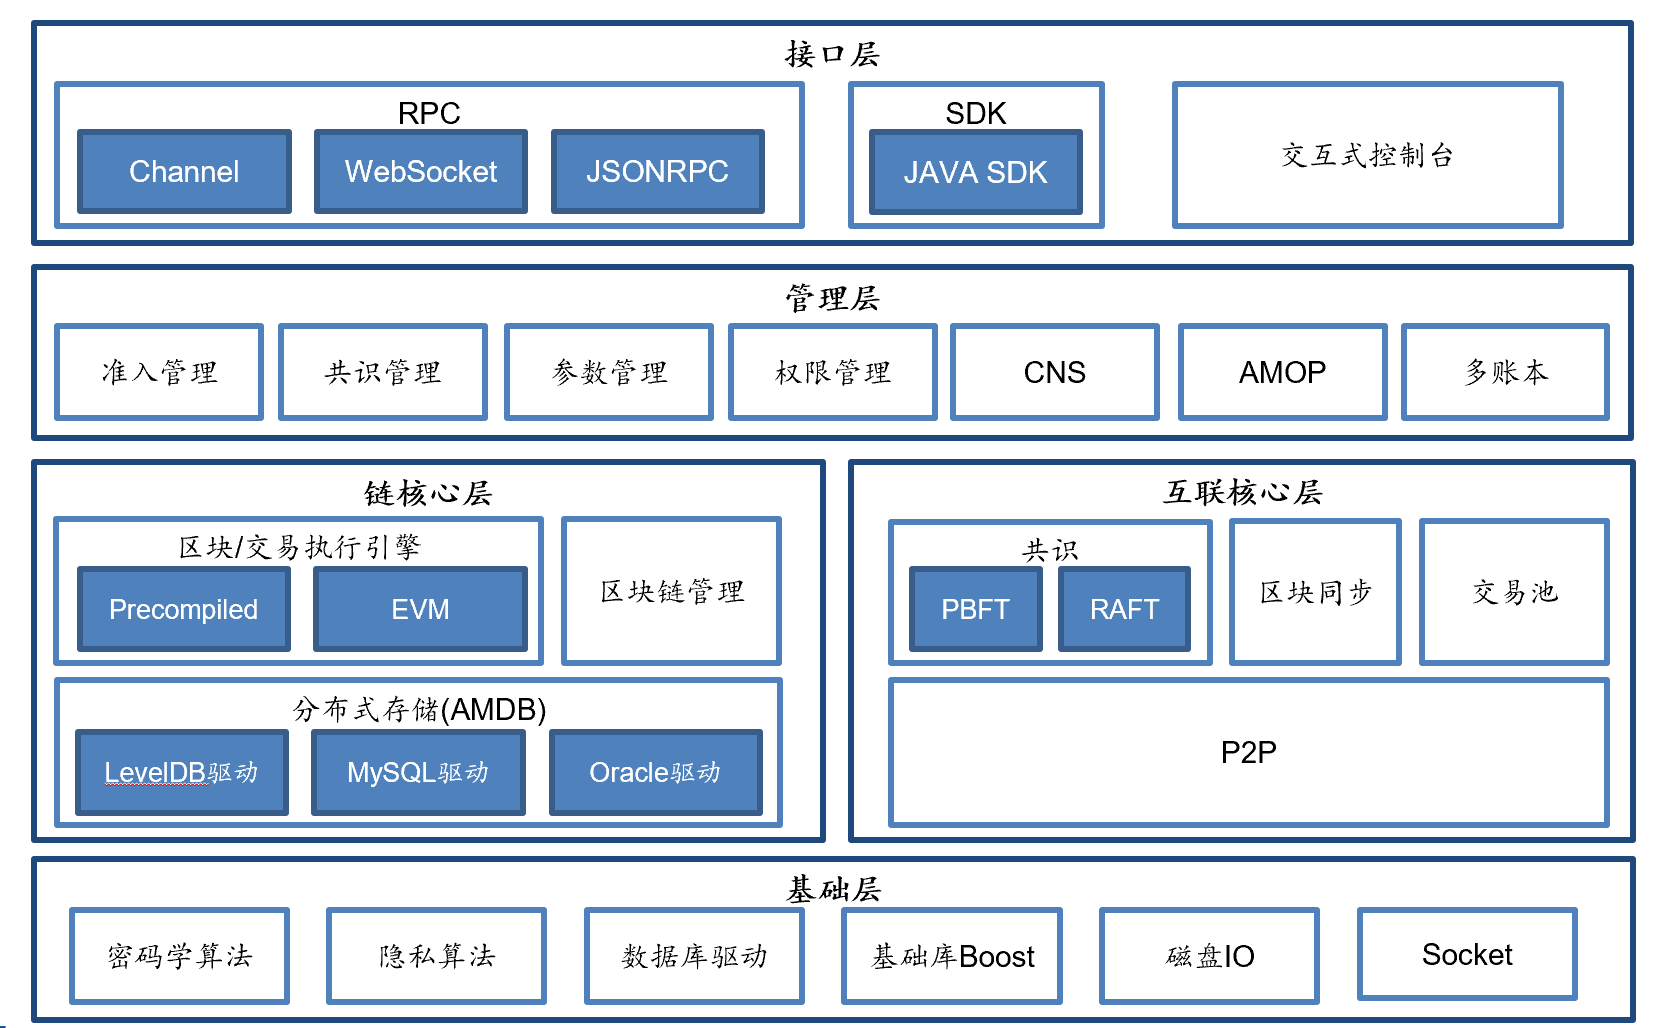 接口层
RPC
Channel
WebSocket
JSONRPC
SDK
JAVA SDK
交互式控制台
管理层
准入管理
共识管理
参数管理
权限管理
CNS
AMOP
多账本
链核心层
区块/交易执行引擎
Precompiled
EVM
区块链管理
分布式存储(AMDB)
LevelDB驱动
MySQL驱动
Oracle驱动
互联核心层
共识
PBFT
RAFT
区块同步
交易池
P2P
基础层
密码学算法
隐私算法
数据库驱动
基础库Boost
磁盘IO
Socket